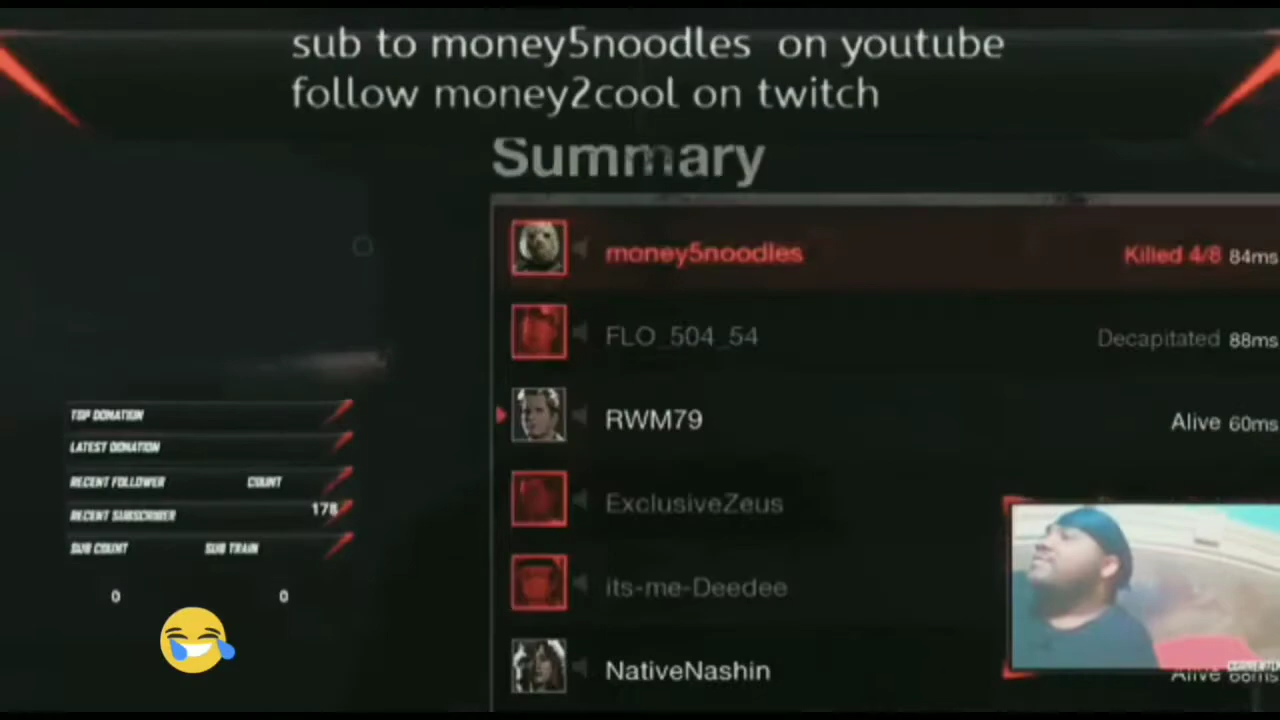 sub to money5noodles on youtube
follow money2cool on twitch
Summary
money5noodles Killed 4/8 84ms
FLO_504_54 Decapitated 88ms
RWM79 Alive 60ms
ExclusiveZeus
its-me-Deedee
NativeNashin Alive 66ms
TOP DONATION
LATEST DONATION
RECENT FOLLOWER COUNT
RECENT SUBSCRIBER 178
SUB COUNT SUB TRAIN
0 0